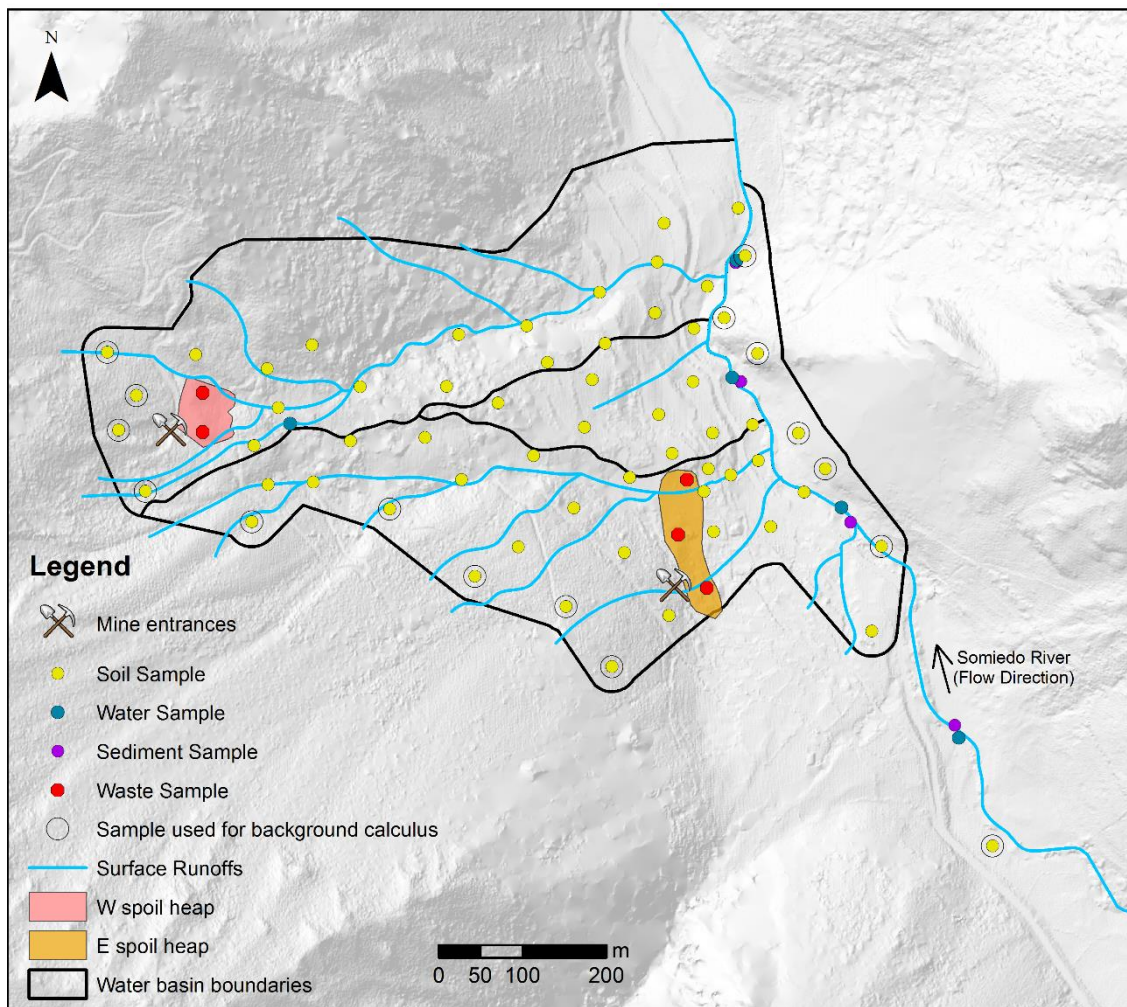 N
Legend
Mine entrances
Soil Sample
Water Sample
Sediment Sample
Waste Sample
Sample used for background calculus
Surface Runoffs
W spoil heap
E spoil heap
Water basin boundaries
Somiedo River
(Flow Direction)
m
0 50 100 200